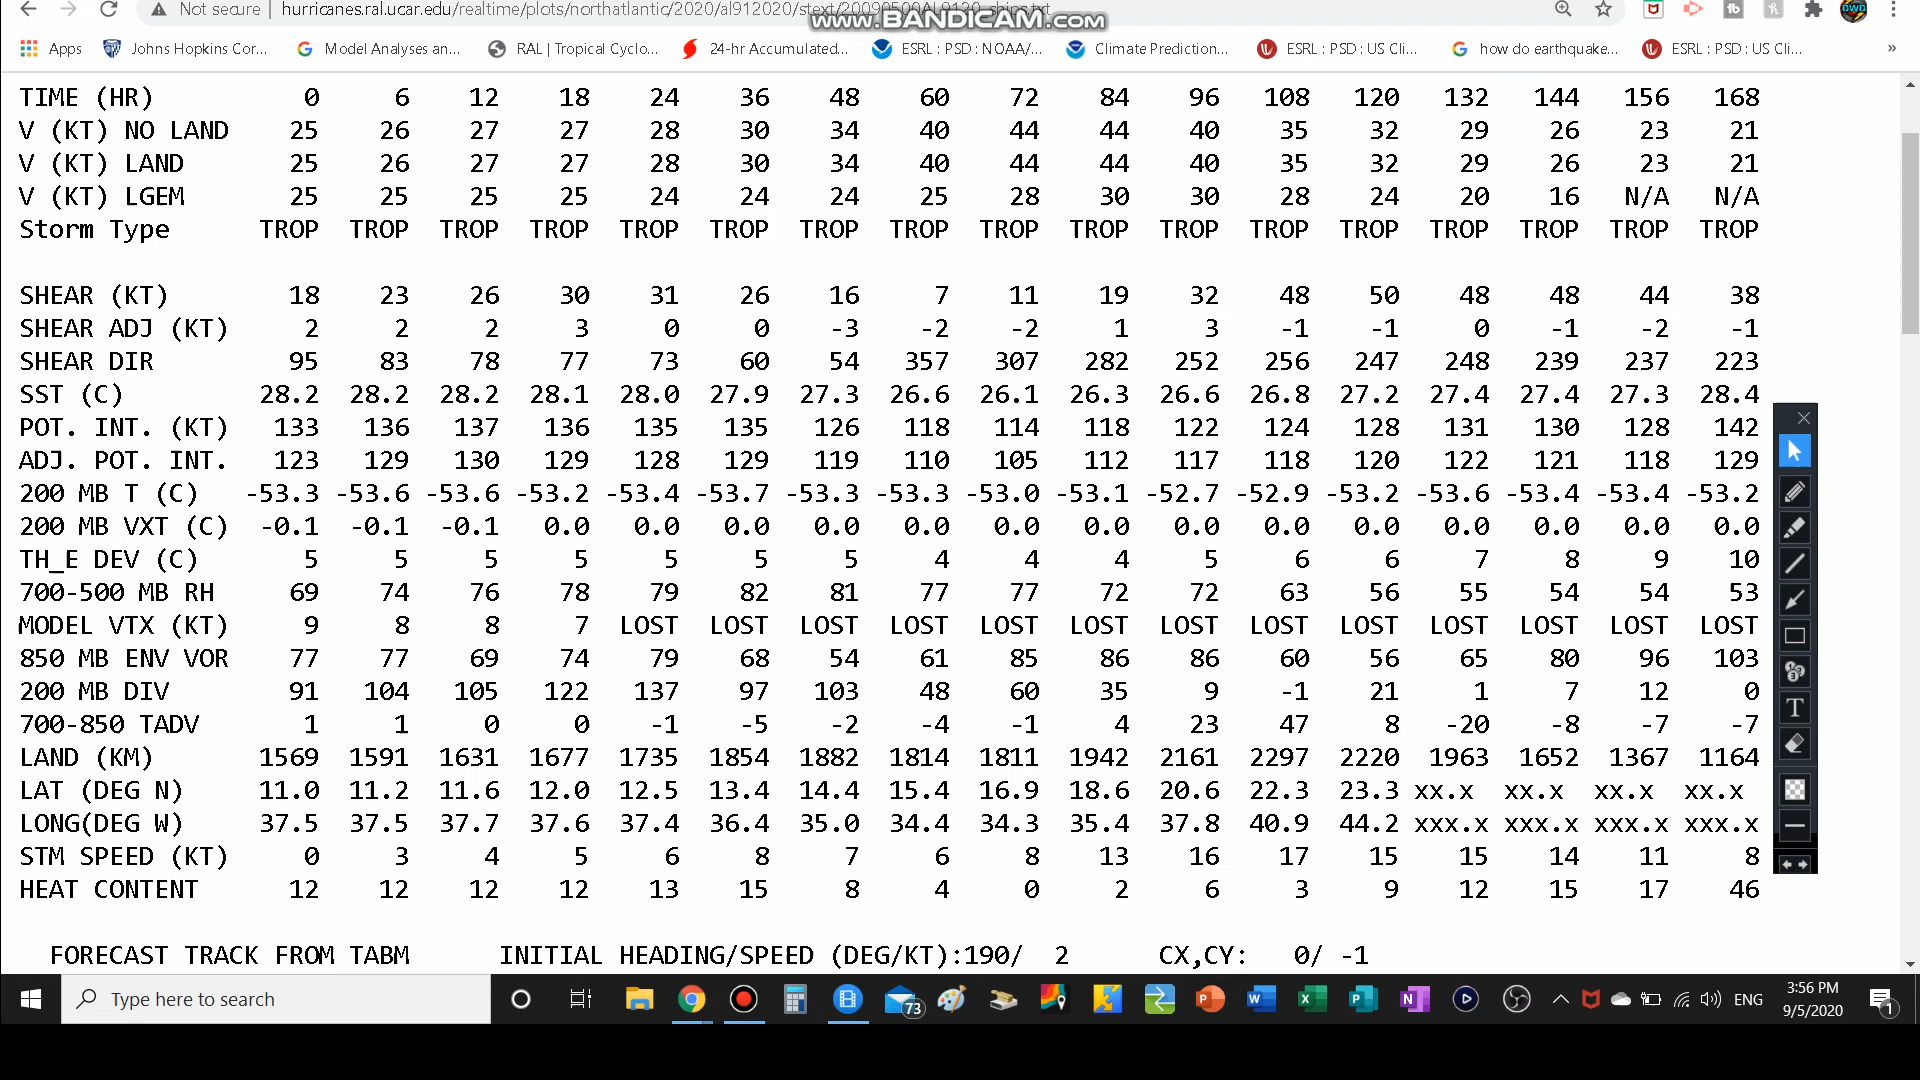 Not secure | hurricanes.ral.ucar.edu/realtime/plots/northatlantic/2020/al912020/stext/20090500AL9120_ships.txt
www.BANDICAM.com
Apps Johns Hopkins Cor... Model Analyses an... RAL | Tropical Cyclo... 24-hr Accumulated... ESRL : PSD : NOAA/... Climate Prediction... ESRL : PSD : US Cli... how do earthquake... ESRL : PSD : US Cli... »
TIME (HR) 0 6 12 18 24 36 48 60 72 84 96 108 120 132 144 156 168
V (KT) NO LAND 25 26 27 27 28 30 34 40 44 44 40 35 32 29 26 23 21
V (KT) LAND 25 26 27 27 28 30 34 40 44 44 40 35 32 29 26 23 21
V (KT) LGEM 25 25 25 25 24 24 24 25 28 30 30 28 24 20 16 N/A N/A
Storm Type TROP TROP TROP TROP TROP TROP TROP TROP TROP TROP TROP TROP TROP TROP TROP TROP TROP
SHEAR (KT) 18 23 26 30 31 26 16 7 11 19 32 48 50 48 48 44 38
SHEAR ADJ (KT) 2 2 2 3 0 0 -3 -2 -2 1 3 -1 -1 0 -1 -2 -1
SHEAR DIR 95 83 78 77 73 60 54 357 307 282 252 256 247 248 239 237 223
SST (C) 28.2 28.2 28.2 28.1 28.0 27.9 27.3 26.6 26.1 26.3 26.6 26.8 27.2 27.4 27.4 27.3 28.4
POT. INT. (KT) 133 136 137 136 135 135 126 118 114 118 122 124 128 131 130 128 142
ADJ. POT. INT. 123 129 130 129 128 129 119 110 105 112 117 118 120 122 121 118 129
200 MB T (C) -53.3 -53.6 -53.6 -53.2 -53.4 -53.7 -53.3 -53.3 -53.0 -53.1 -52.7 -52.9 -53.2 -53.6 -53.4 -53.4 -53.2
200 MB VXT (C) -0.1 -0.1 -0.1 0.0 0.0 0.0 0.0 0.0 0.0 0.0 0.0 0.0 0.0 0.0 0.0 0.0 0.0
TH_E DEV (C) 5 5 5 5 5 5 5 4 4 4 5 6 6 7 8 9 10
700-500 MB RH 69 74 76 78 79 82 81 77 77 72 72 63 56 55 54 54 53
MODEL VTX (KT) 9 8 8 7 LOST LOST LOST LOST LOST LOST LOST LOST LOST LOST LOST LOST LOST
850 MB ENV VOR 77 77 69 74 79 68 54 61 85 86 86 60 56 65 80 96 103
200 MB DIV 91 104 105 122 137 97 103 48 60 35 9 -1 21 1 7 12 0
700-850 TADV 1 1 0 0 -1 -5 -2 -4 -1 4 23 47 8 -20 -8 -7 -7
LAND (KM) 1569 1591 1631 1677 1735 1854 1882 1814 1811 1942 2161 2297 2220 1963 1652 1367 1164
LAT (DEG N) 11.0 11.2 11.6 12.0 12.5 13.4 14.4 15.4 16.9 18.6 20.6 22.3 23.3 xx.x xx.x xx.x xx.x
LONG(DEG W) 37.5 37.5 37.7 37.6 37.4 36.4 35.0 34.4 34.3 35.4 37.8 40.9 44.2 xxx.x xxx.x xxx.x xxx.x
STM SPEED (KT) 0 3 4 5 6 8 7 6 8 13 16 17 15 15 14 11 8
HEAT CONTENT 12 12 12 12 13 15 8 4 0 2 6 3 9 12 15 17 46
FORECAST TRACK FROM TABM INITIAL HEADING/SPEED (DEG/KT):190/ 2 CX,CY: 0/ -1
Type here to search 73 ENG 3:56 PM 1
9/5/2020